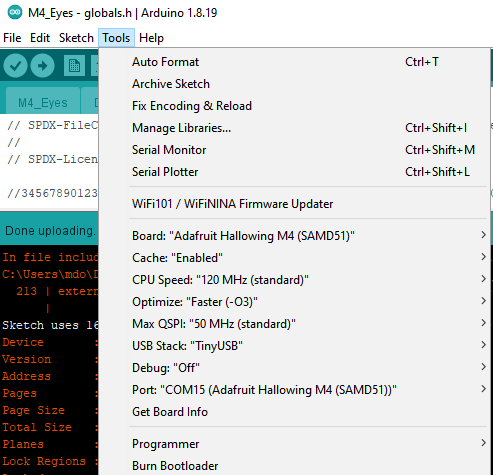 M4_Eyes - globals.h | Arduino 1.8.19
File Edit Sketch Tools Help
Auto Format Ctrl+T
Archive Sketch
M4_Eyes
Fix Encoding & Reload
// SPDX-FileC
Manage Libraries... Ctrl+Shift+I
//
Serial Monitor Ctrl+Shift+M
// SPDX-Licen
Serial Plotter Ctrl+Shift+L
//34567890123
WiFi101 / WiFiNINA Firmware Updater
Done uploading.
Board: "Adafruit Hallowing M4 (SAMD51)"
In file inclu
Cache: "Enabled"
C:\Users\mdo\D
CPU Speed: "120 MHz (standard)"
213 | extern
Optimize: "Faster (-O3)"
|
Max QSPI: "50 MHz (standard)"
Sketch uses 16
USB Stack: "TinyUSB"
Device :
Version :
Debug: "Off"
Address :
Port: "COM15 (Adafruit Hallowing M4 (SAMD51))"
Pages :
Get Board Info
Page Size :
Total Size :
Planes :
Programmer
Lock Regions :
Burn Bootloader